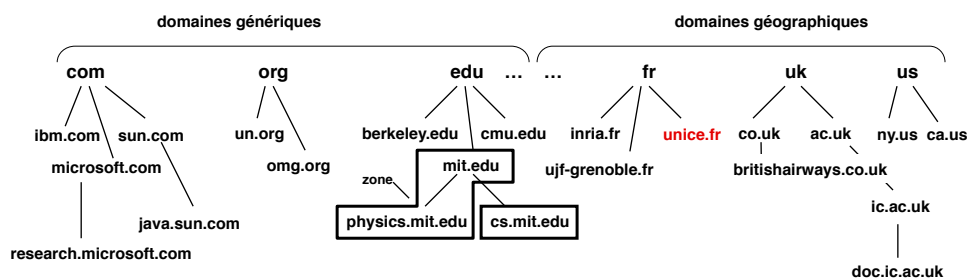 domaines génériques domaines géographiques
com org edu ... ... fr uk us
ibm.com sun.com un.org berkeley.edu cmu.edu inria.fr unice.fr co.uk ac.uk ny.us ca.us
microsoft.com omg.org mit.edu ujf-grenoble.fr britishairways.co.uk
zone
java.sun.com physics.mit.edu cs.mit.edu ic.ac.uk
research.microsoft.com
doc.ic.ac.uk